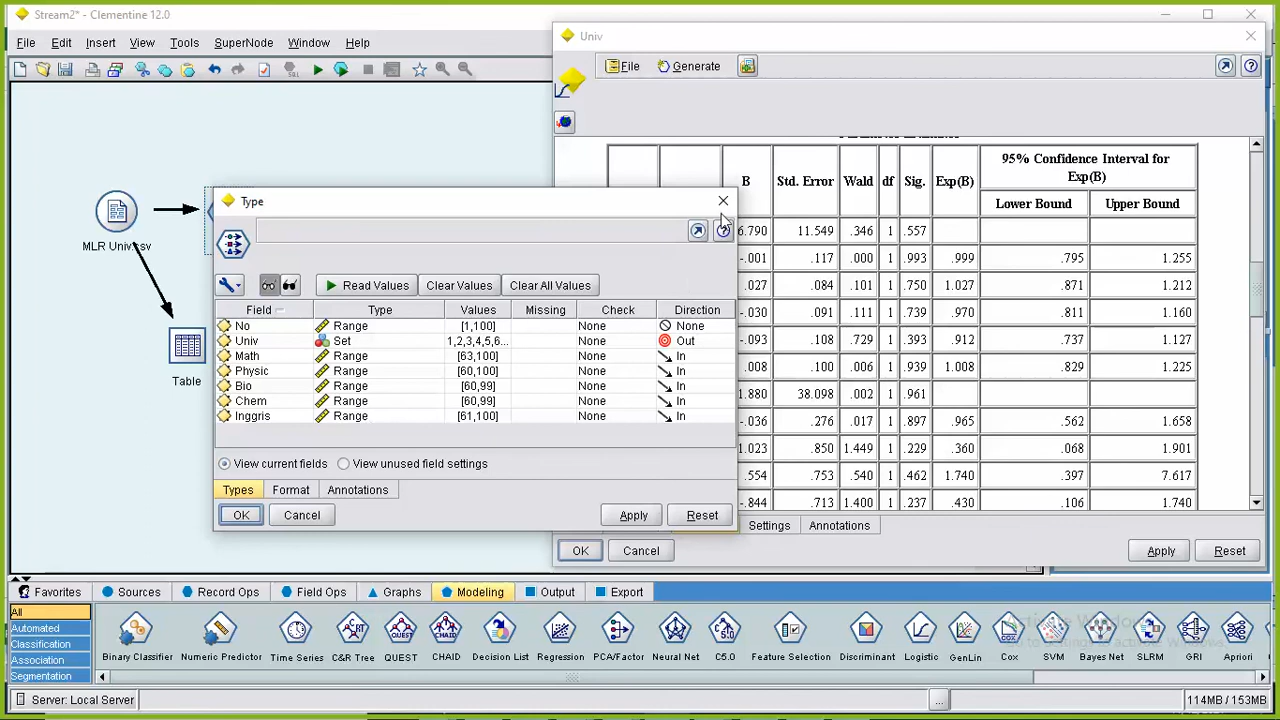 Stream2* - Clementine 12.0
File Edit Insert View Tools SuperNode Window Help
MLR Univ.csv
Table
Univ
File Generate
B Std. Error Wald df Sig. Exp(B) 95% Confidence Interval for Exp(B)
Lower Bound Upper Bound
6.790 11.549 .346 1 .557
-.001 .117 .000 1 .993 .999 .795 1.255
.027 .084 .101 1 .750 1.027 .871 1.212
-.030 .091 .111 1 .739 .970 .811 1.160
-.093 .108 .729 1 .393 .912 .737 1.127
.008 .100 .006 1 .939 1.008 .829 1.225
1.880 38.098 .002 1 .961
-.036 .276 .017 1 .897 .965 .562 1.658
1.023 .850 1.449 1 .229 .360 .068 1.901
.554 .753 .540 1 .462 1.740 .397 7.617
-.844 .713 1.400 1 .237 .430 .106 1.740
Settings Annotations
OK Cancel Apply Reset
Type
Read Values Clear Values Clear All Values
Field Type Values Missing Check Direction
No Range [1,100] None None
Univ Set 1,2,3,4,5,6... None Out
Math Range [63,100] None In
Physic Range [60,100] None In
Bio Range [60,99] None In
Chem Range [60,99] None In
Inggris Range [61,100] None In
View current fields View unused field settings
Types Format Annotations
OK Cancel Apply Reset
Favorites Sources Record Ops Field Ops Graphs Modeling Output Export
All
Automated
Classification
Association
Segmentation
Binary Classifier Numeric Predictor Time Series C&R Tree QUEST CHAID Decision List Regression PCA/Factor Neural Net C5.0 Feature Selection Discriminant Logistic GenLin Cox SVM Bayes Net SLRM GRI Apriori
Server: Local Server
... 114MB / 153MB